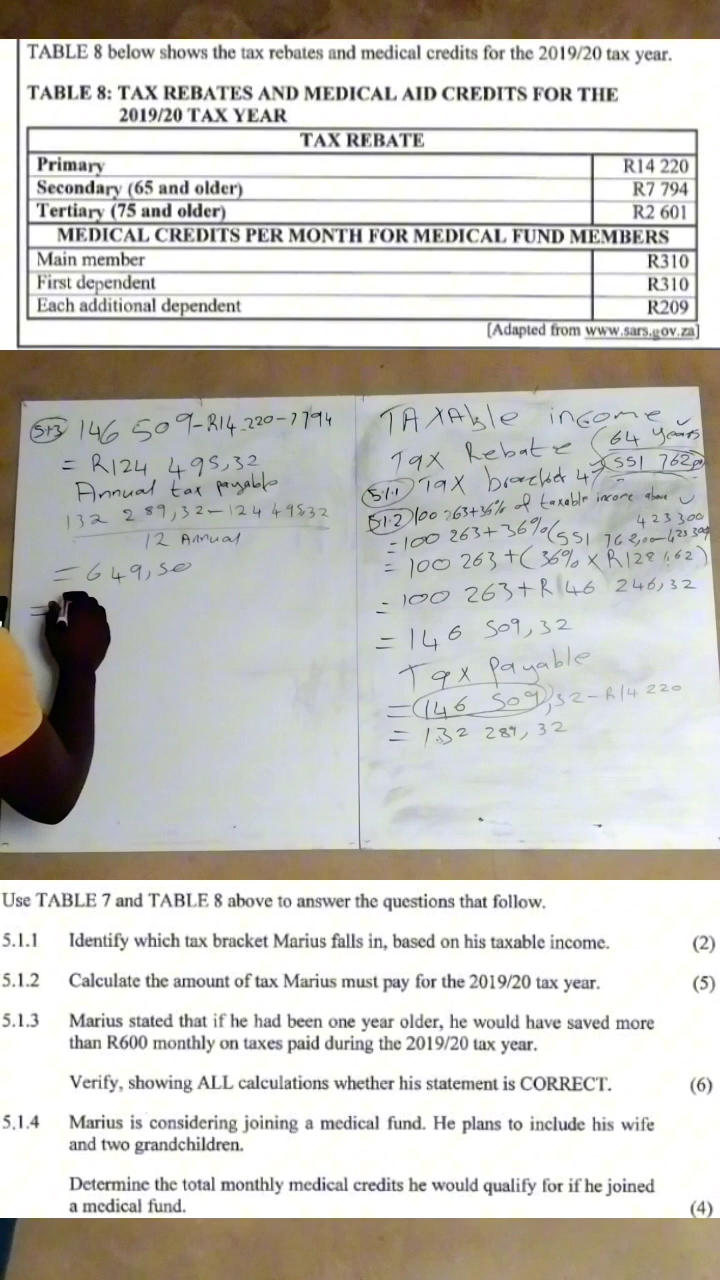 TABLE 8 below shows the tax rebates and medical credits for the 2019/20 tax year.
TABLE 8: TAX REBATES AND MEDICAL AID CREDITS FOR THE
2019/20 TAX YEAR
TAX REBATE
Primary R14 220
Secondary (65 and older) R7 794
Tertiary (75 and older) R2 601
MEDICAL CREDITS PER MONTH FOR MEDICAL FUND MEMBERS
Main member R310
First dependent R310
Each additional dependent R209
[Adapted from www.sars.gov.za]
5.1.3 146 509-R14 220-7794
= R124 495,32
Annual tax payable
132 289,32-124 495,32
12 Annual
= 649,50
=
TAXAble income
Tax Rebate 64 years
5.1.1 Tax bracket 4 551 762
5.1.2 100 263+36% of taxable income above 423 300
= 100 263+36%(551 762,00-423 300
= 100 263+(36% X R128 462)
= 100 263+R 46 246,32
= 146 509,32
Tax payable
= 146 509,32-R14 220
= 132 289,32
Use TABLE 7 and TABLE 8 above to answer the questions that follow.
5.1.1 Identify which tax bracket Marius falls in, based on his taxable income. (2)
5.1.2 Calculate the amount of tax Marius must pay for the 2019/20 tax year. (5)
5.1.3 Marius stated that if he had been one year older, he would have saved more
than R600 monthly on taxes paid during the 2019/20 tax year.
Verify, showing ALL calculations whether his statement is CORRECT. (6)
5.1.4 Marius is considering joining a medical fund. He plans to include his wife
and two grandchildren.
Determine the total monthly medical credits he would qualify for if he joined
a medical fund. (4)